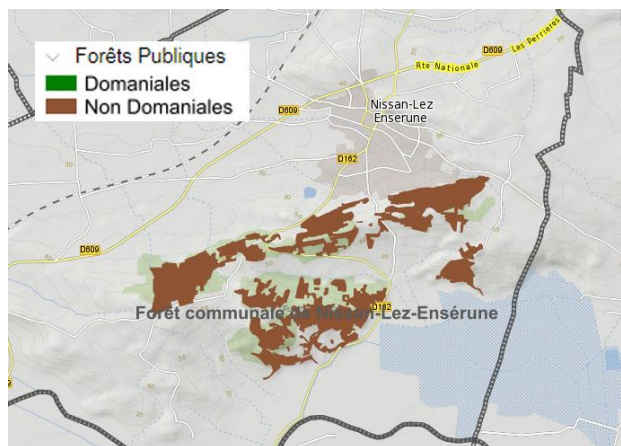 Forêts Publiques
Domaniales
Non Domaniales
D609
Rte Nationale
Les Perrieres
Nissan-Lez
Enserune
D609
D162
D609
D162
Forêt communale de Nissan-Lez-Ensérune
D609